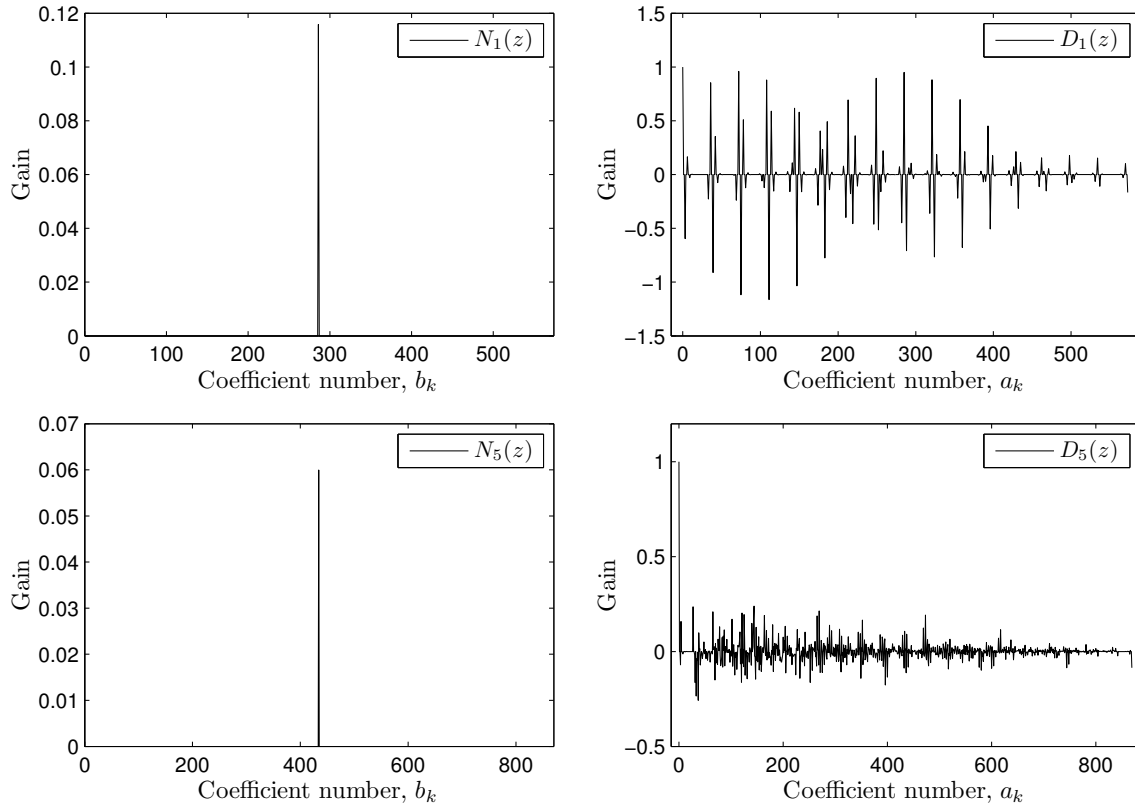 0.12
0.1
0.08
0.06
0.04
0.02
0
Gain
N₁(z)
0 100 200 300 400 500
Coefficient number, bₖ
1.5
1
0.5
0
−0.5
−1
−1.5
Gain
D₁(z)
0 100 200 300 400 500
Coefficient number, aₖ
0.07
0.06
0.05
0.04
0.03
0.02
0.01
0
Gain
N₅(z)
0 200 400 600 800
Coefficient number, bₖ
1
0.5
0
−0.5
Gain
D₅(z)
0 200 400 600 800
Coefficient number, aₖ